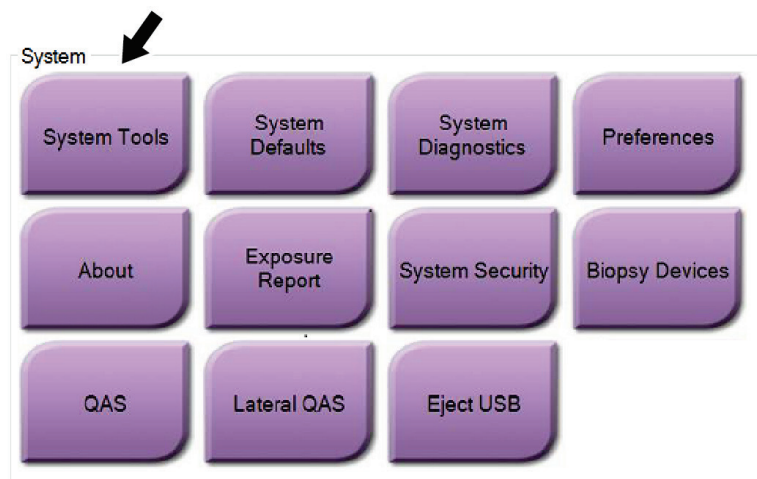 System
System Tools
System
Defaults
System
Diagnostics
Preferences
About
Exposure
Report
System Security
Biopsy Devices
QAS
Lateral QAS
Eject USB